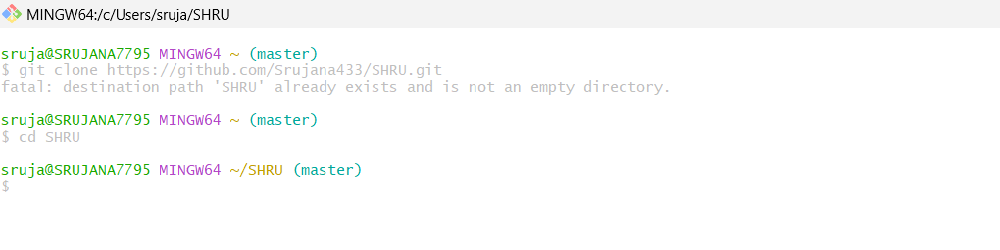 MINGW64:/c/Users/sruja/SHRU
sruja@SRUJANA7795 MINGW64 ~ (master)
$ git clone https://github.com/Srujana433/SHRU.git
fatal: destination path 'SHRU' already exists and is not an empty directory.
sruja@SRUJANA7795 MINGW64 ~ (master)
$ cd SHRU
sruja@SRUJANA7795 MINGW64 ~/SHRU (master)
$